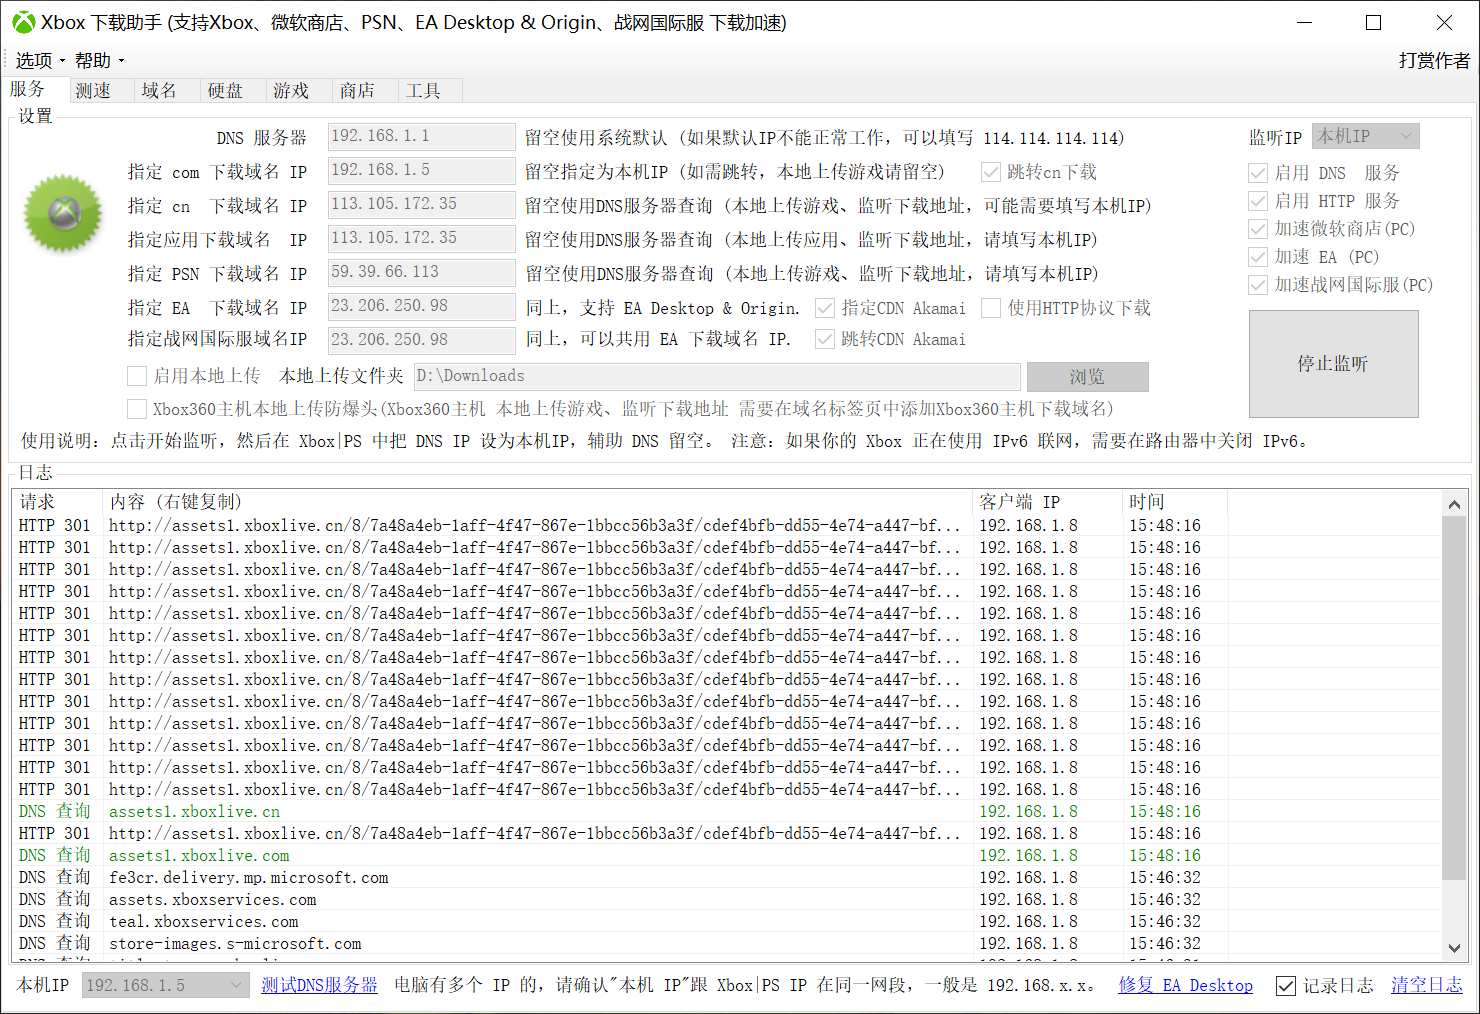 Xbox 下载助手 (支持Xbox、微软商店、PSN、EA Desktop & Origin、战网国际服 下载加速)
选项 帮助 打赏作者
服务 测速 域名 硬盘 游戏 商店 工具
设置
DNS 服务器 192.168.1.1 留空使用系统默认 (如果默认IP不能正常工作，可以填写 114.114.114.114) 监听IP 本机IP
指定 com 下载域名 IP 192.168.1.5 留空指定为本机IP (如需跳转，本地上传游戏请留空) 跳转cn下载 启用 DNS 服务
指定 cn 下载域名 IP 113.105.172.35 留空使用DNS服务器查询 (本地上传游戏、监听下载地址，可能需要填写本机IP) 启用 HTTP 服务
指定应用下载域名 IP 113.105.172.35 留空使用DNS服务器查询 (本地上传应用、监听下载地址，请填写本机IP) 加速微软商店(PC)
指定 PSN 下载域名 IP 59.39.66.113 留空使用DNS服务器查询 (本地上传游戏、监听下载地址，请填写本机IP) 加速 EA (PC)
指定 EA 下载域名 IP 23.206.250.98 同上，支持 EA Desktop & Origin. 指定CDN Akamai 使用HTTP协议下载 加速战网国际服(PC)
指定战网国际服域名IP 23.206.250.98 同上，可以共用 EA 下载域名 IP. 跳转CDN Akamai
停止监听
启用本地上传 本地上传文件夹 D:\Downloads 浏览
Xbox360主机本地上传防爆头(Xbox360主机 本地上传游戏、监听下载地址 需要在域名标签页中添加Xbox360主机下载域名)
使用说明：点击开始监听，然后在 Xbox|PS 中把 DNS IP 设为本机IP，辅助 DNS 留空。 注意：如果你的 Xbox 正在使用 IPv6 联网，需要在路由器中关闭 IPv6。
日志
请求 内容 (右键复制) 客户端 IP 时间
HTTP 301 http://assets1.xboxlive.cn/8/7a48a4eb-1aff-4f47-867e-1bbcc56b3a3f/cdef4bfb-dd55-4e74-a447-bf... 192.168.1.8 15:48:16
HTTP 301 http://assets1.xboxlive.cn/8/7a48a4eb-1aff-4f47-867e-1bbcc56b3a3f/cdef4bfb-dd55-4e74-a447-bf... 192.168.1.8 15:48:16
HTTP 301 http://assets1.xboxlive.cn/8/7a48a4eb-1aff-4f47-867e-1bbcc56b3a3f/cdef4bfb-dd55-4e74-a447-bf... 192.168.1.8 15:48:16
HTTP 301 http://assets1.xboxlive.cn/8/7a48a4eb-1aff-4f47-867e-1bbcc56b3a3f/cdef4bfb-dd55-4e74-a447-bf... 192.168.1.8 15:48:16
HTTP 301 http://assets1.xboxlive.cn/8/7a48a4eb-1aff-4f47-867e-1bbcc56b3a3f/cdef4bfb-dd55-4e74-a447-bf... 192.168.1.8 15:48:16
HTTP 301 http://assets1.xboxlive.cn/8/7a48a4eb-1aff-4f47-867e-1bbcc56b3a3f/cdef4bfb-dd55-4e74-a447-bf... 192.168.1.8 15:48:16
HTTP 301 http://assets1.xboxlive.cn/8/7a48a4eb-1aff-4f47-867e-1bbcc56b3a3f/cdef4bfb-dd55-4e74-a447-bf... 192.168.1.8 15:48:16
HTTP 301 http://assets1.xboxlive.cn/8/7a48a4eb-1aff-4f47-867e-1bbcc56b3a3f/cdef4bfb-dd55-4e74-a447-bf... 192.168.1.8 15:48:16
HTTP 301 http://assets1.xboxlive.cn/8/7a48a4eb-1aff-4f47-867e-1bbcc56b3a3f/cdef4bfb-dd55-4e74-a447-bf... 192.168.1.8 15:48:16
HTTP 301 http://assets1.xboxlive.cn/8/7a48a4eb-1aff-4f47-867e-1bbcc56b3a3f/cdef4bfb-dd55-4e74-a447-bf... 192.168.1.8 15:48:16
HTTP 301 http://assets1.xboxlive.cn/8/7a48a4eb-1aff-4f47-867e-1bbcc56b3a3f/cdef4bfb-dd55-4e74-a447-bf... 192.168.1.8 15:48:16
HTTP 301 http://assets1.xboxlive.cn/8/7a48a4eb-1aff-4f47-867e-1bbcc56b3a3f/cdef4bfb-dd55-4e74-a447-bf... 192.168.1.8 15:48:16
HTTP 301 http://assets1.xboxlive.cn/8/7a48a4eb-1aff-4f47-867e-1bbcc56b3a3f/cdef4bfb-dd55-4e74-a447-bf... 192.168.1.8 15:48:16
DNS 查询 assets1.xboxlive.cn 192.168.1.8 15:48:16
HTTP 301 http://assets1.xboxlive.cn/8/7a48a4eb-1aff-4f47-867e-1bbcc56b3a3f/cdef4bfb-dd55-4e74-a447-bf... 192.168.1.8 15:48:16
DNS 查询 assets1.xboxlive.com 192.168.1.8 15:48:16
DNS 查询 fe3cr.delivery.mp.microsoft.com 192.168.1.8 15:46:32
DNS 查询 assets.xboxservices.com 192.168.1.8 15:46:32
DNS 查询 teal.xboxservices.com 192.168.1.8 15:46:32
DNS 查询 store-images.s-microsoft.com 192.168.1.8 15:46:32
本机IP 192.168.1.5 测试DNS服务器 电脑有多个 IP 的，请确认"本机 IP"跟 Xbox|PS IP 在同一网段，一般是 192.168.x.x。 修复 EA Desktop 记录日志 清空日志